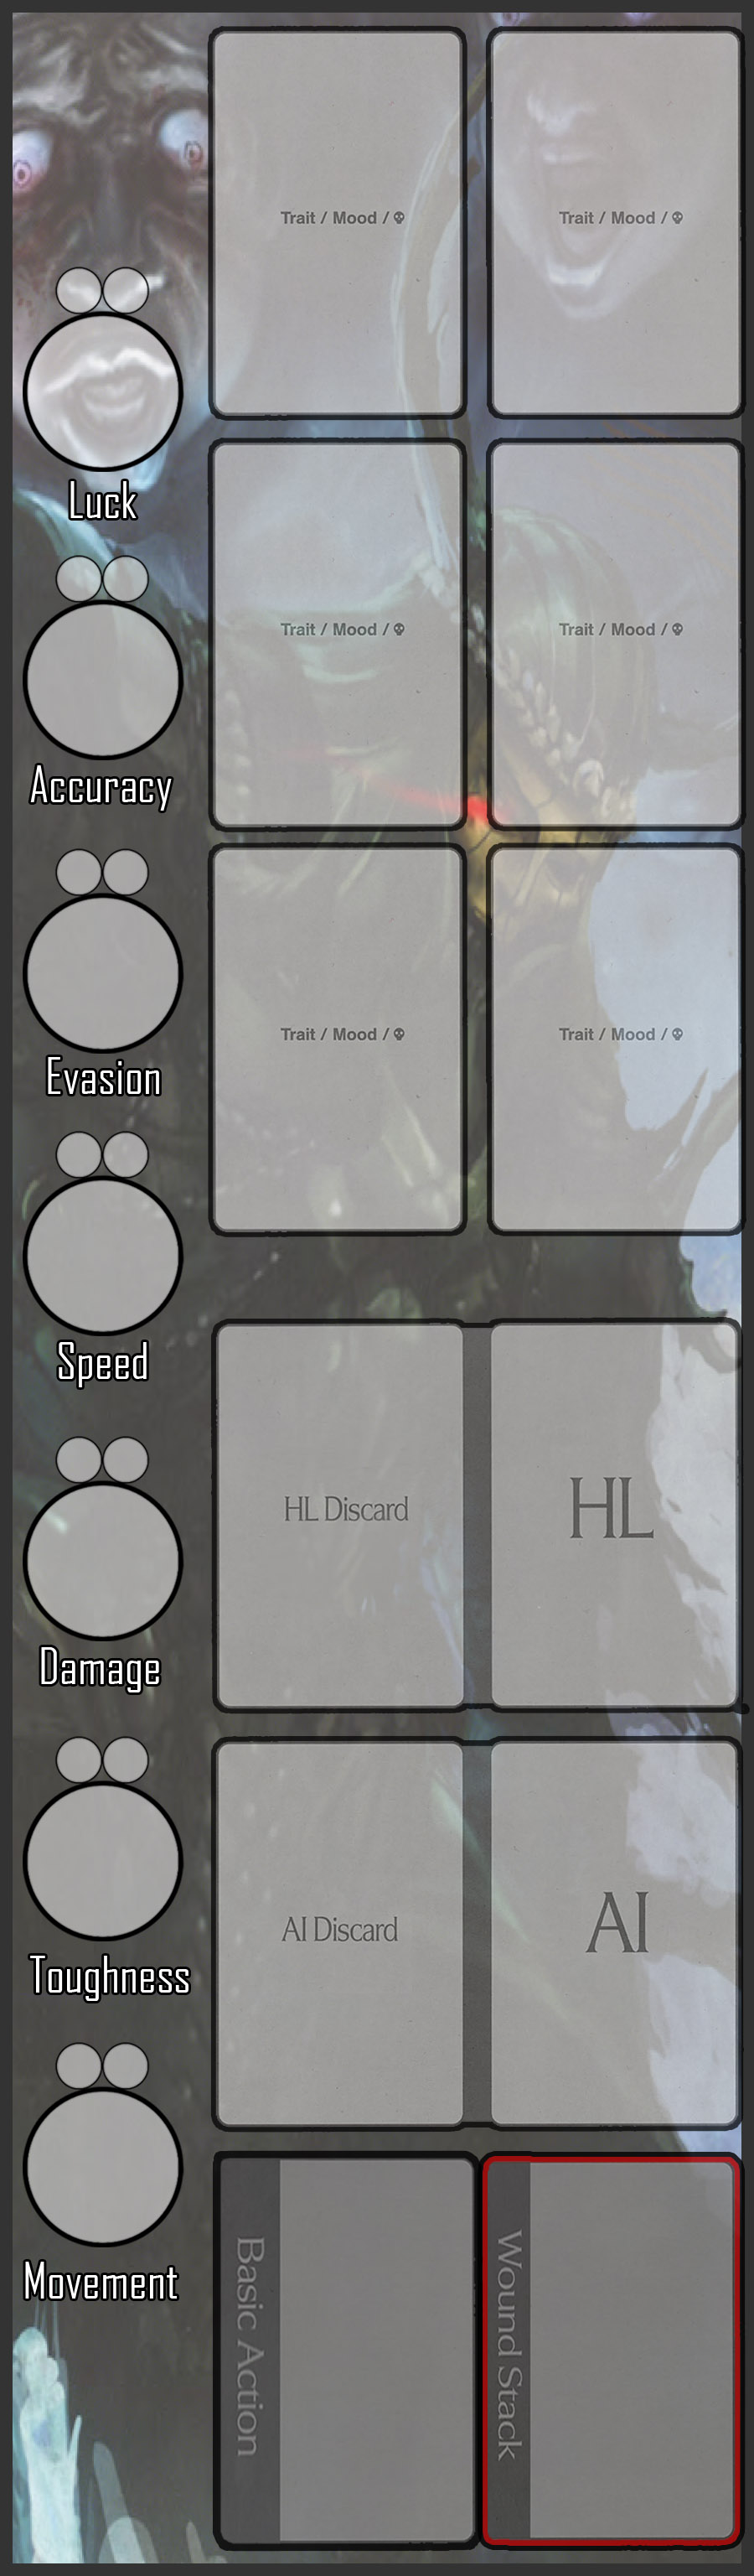 Trait / Mood / 💀
Trait / Mood / 💀
Luck
Trait / Mood / 💀
Trait / Mood / 💀
Accuracy
Trait / Mood / 💀
Trait / Mood / 💀
Evasion
Speed
HL Discard
HL
Damage
AI Discard
AI
Toughness
Movement
Basic Action
Wound Stack